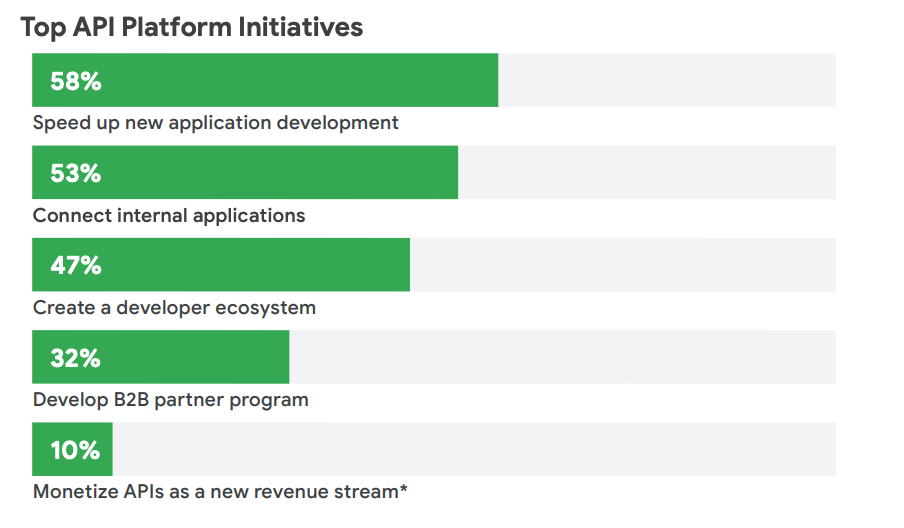 Top API Platform Initiatives
58%
Speed up new application development
53%
Connect internal applications
47%
Create a developer ecosystem
32%
Develop B2B partner program
10%
Monetize APIs as a new revenue stream*